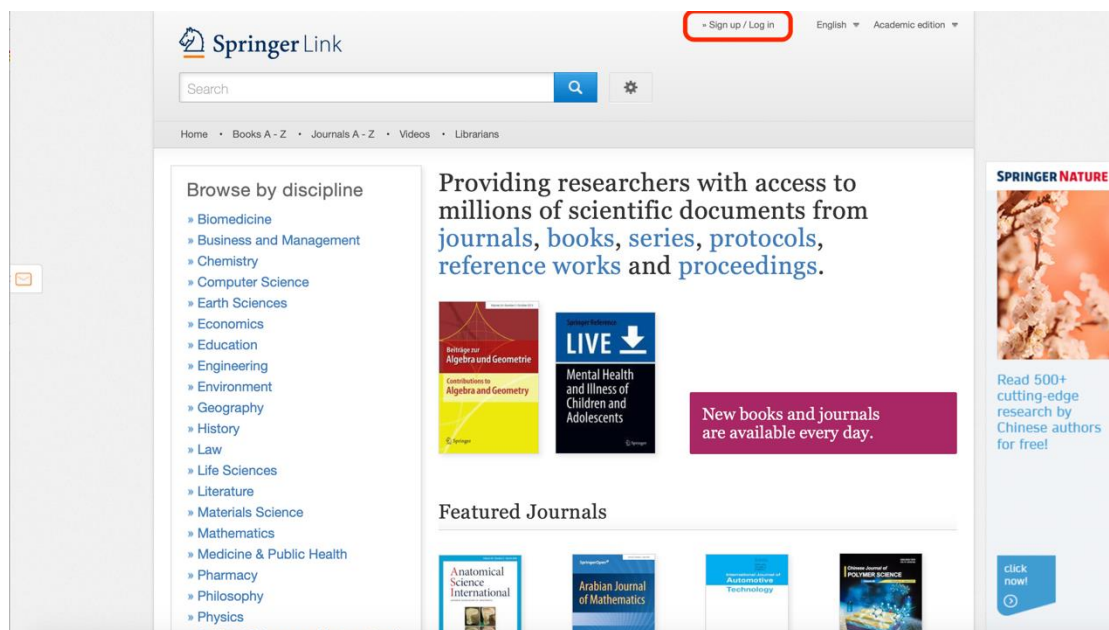 » Sign up / Log in
English
Academic edition
Springer Link
Search
Home • Books A - Z • Journals A - Z • Videos • Librarians
Browse by discipline
» Biomedicine
» Business and Management
» Chemistry
» Computer Science
» Earth Sciences
» Economics
» Education
» Engineering
» Environment
» Geography
» History
» Law
» Life Sciences
» Literature
» Materials Science
» Mathematics
» Medicine & Public Health
» Pharmacy
» Philosophy
» Physics
Providing researchers with access to
millions of scientific documents from
journals, books, series, protocols,
reference works and proceedings.
Beiträge zur
Algebra und Geometrie
Contributions to
Algebra and Geometry
Springer
Springer Reference
LIVE
Mental Health
and Illness of
Children and
Adolescents
Springer
New books and journals
are available every day.
Featured Journals
Anatomical
Science
International
SpringerOpen
Arabian Journal
of Mathematics
International Journal of
Automotive
Technology
Chinese Journal of
POLYMER SCIENCE
SPRINGER NATURE
Read 500+
cutting-edge
research by
Chinese authors
for free!
click
now!